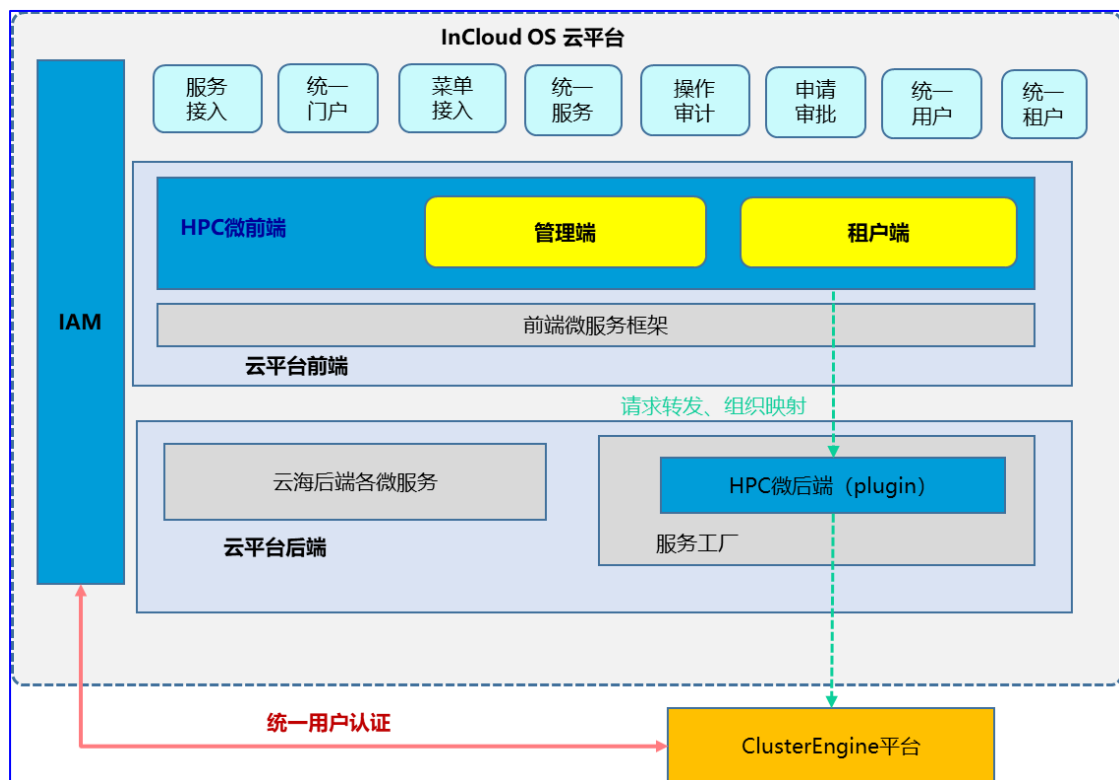 InCloud OS 云平台
服务
接入
统一
门户
菜单
接入
统一
服务
操作
审计
申请
审批
统一
用户
统一
租户
IAM
HPC微前端
管理端
租户端
前端微服务框架
云平台前端
请求转发、组织映射
云海后端各微服务
HPC微后端（plugin）
服务工厂
云平台后端
统一用户认证
ClusterEngine平台